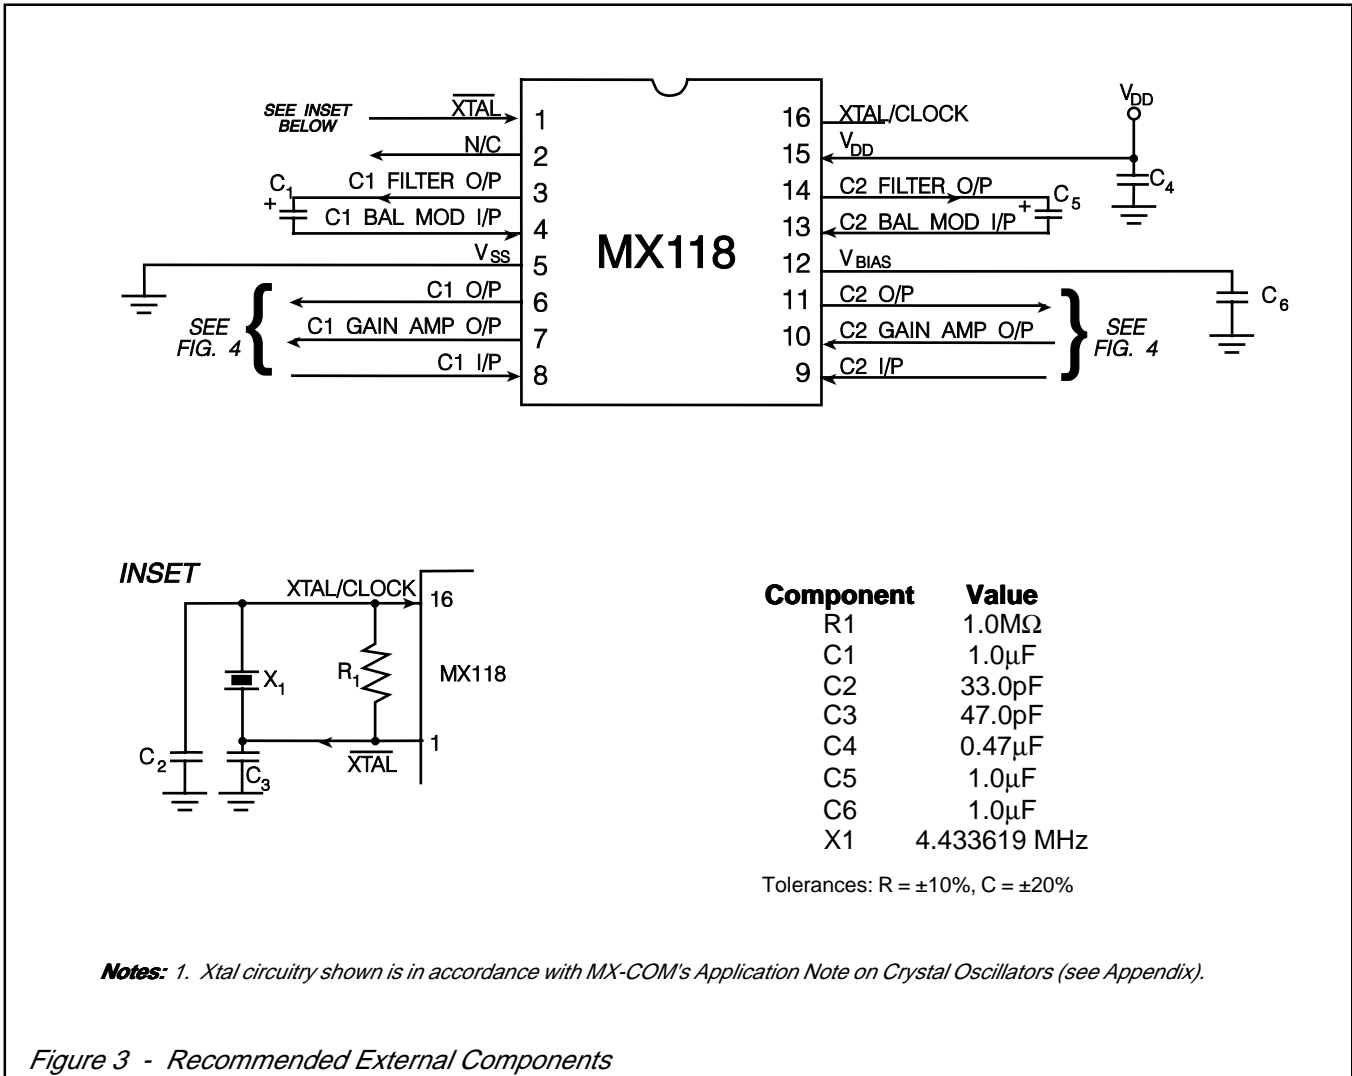 SEE INSET
BELOW
XTAL
1
N/C
2
C1
+
C1 FILTER O/P
3
C1 BAL MOD I/P
4
VSS
5
C1 O/P
6
SEE
FIG. 4
C1 GAIN AMP O/P
7
C1 I/P
8
MX118
16
XTAL/CLOCK
VDD
15
VDD
C4
14
C2 FILTER O/P
+
C5
13
C2 BAL MOD I/P
12
VBIAS
C6
11
C2 O/P
10
C2 GAIN AMP O/P
SEE
FIG. 4
9
C2 I/P
INSET
XTAL/CLOCK
16
X1
R1
MX118
1
XTAL
C2
C3
Component Value
R1 1.0MΩ
C1 1.0µF
C2 33.0pF
C3 47.0pF
C4 0.47µF
C5 1.0µF
C6 1.0µF
X1 4.433619 MHz
Tolerances: R = ±10%, C = ±20%
Notes: 1. Xtal circuitry shown is in accordance with MX-COM's Application Note on Crystal Oscillators (see Appendix).
Figure 3 - Recommended External Components